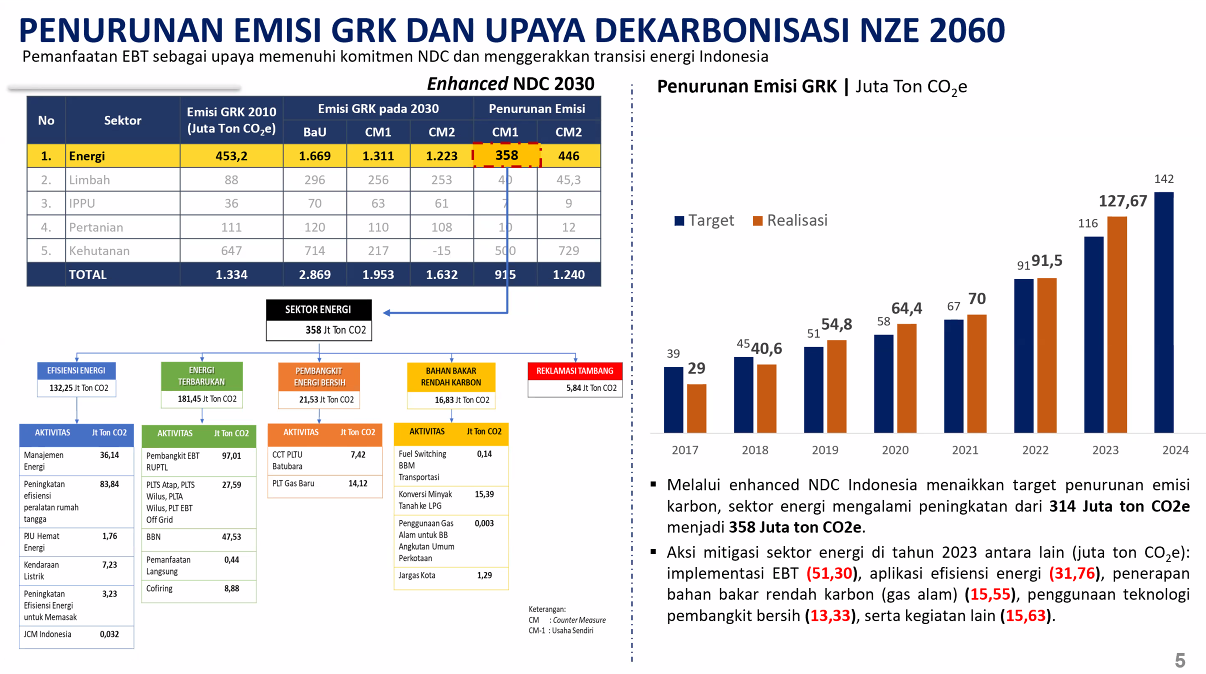 PENURUNAN EMISI GRK DAN UPAYA DEKARBONISASI NZE 2060
Pemanfaatan EBT sebagai upaya memenuhi komitmen NDC dan menggerakkan transisi energi Indonesia
Enhanced NDC 2030
No Sektor Emisi GRK 2010 (Juta Ton CO2e) Emisi GRK pada 2030 Penurunan Emisi
BaU CM1 CM2 CM1 CM2
1. Energi 453,2 1.669 1.311 1.223 358 446
2. Limbah 88 296 256 253 40 45,3
3. IPPU 36 70 63 61 7 9
4. Pertanian 111 120 110 108 10 12
5. Kehutanan 647 714 217 -15 500 729
TOTAL 1.334 2.869 1.953 1.632 915 1.240
SEKTOR ENERGI
358 Jt Ton CO2
EFISIENSI ENERGI
132,25 Jt Ton CO2
AKTIVITAS Jt Ton CO2
Manajemen 36,14
Energi
Peningkatan 83,84
efisiensi
peralatan rumah
tangga
PJU Hemat 1,76
Energi
Kendaraan 7,23
Listrik
Peningkatan 3,23
Efisiensi Energi
untuk Memasak
JCM Indonesia 0,032
ENERGI
TERBARUKAN
181,45 Jt Ton CO2
AKTIVITAS Jt Ton CO2
Pembangkit EBT 97,01
RUPTL
PLTS Atap, PLTS 27,59
Wilus, PLTA
Wilus, PLT EBT
Off Grid
BBN 47,53
Pemanfaatan 0,44
Langsung
Cofiring 8,88
PEMBANGKIT
ENERGI BERSIH
21,53 Jt Ton CO2
AKTIVITAS Jt Ton CO2
CCT PLTU 7,42
Batubara
PLT Gas Baru 14,12
BAHAN BAKAR
RENDAH KARBON
16,83 Jt Ton CO2
AKTIVITAS Jt Ton CO2
Fuel Switching 0,14
BBM
Transportasi
Konversi Minyak 15,39
Tanah ke LPG
Penggunaan Gas 0,003
Alam untuk BB
Angkutan Umum
Perkotaan
Jargas Kota 1,29
REKLAMASI TAMBANG
5,84 Jt Ton CO2
Keterangan:
CM : Counter Measure
CM-1 : Usaha Sendiri
Penurunan Emisi GRK | Juta Ton CO2e
Target Realisasi
39 29
45 40,6
51 54,8
58 64,4
67 70
91 91,5
116 127,67
142
2017 2018 2019 2020 2021 2022 2023 2024
▪ Melalui enhanced NDC Indonesia menaikkan target penurunan emisi
karbon, sektor energi mengalami peningkatan dari 314 Juta ton CO2e
menjadi 358 Juta ton CO2e.
▪ Aksi mitigasi sektor energi di tahun 2023 antara lain (juta ton CO2e):
implementasi EBT (51,30), aplikasi efisiensi energi (31,76), penerapan
bahan bakar rendah karbon (gas alam) (15,55), penggunaan teknologi
pembangkit bersih (13,33), serta kegiatan lain (15,63).
5